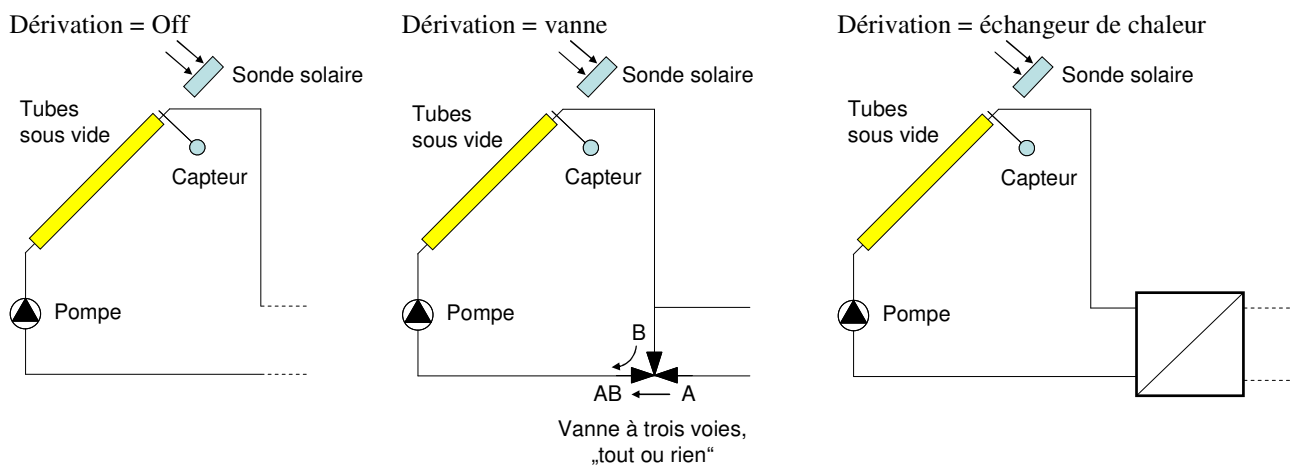 Dérivation = Off
Sonde solaire
Tubes
sous vide
Capteur
Pompe
Dérivation = vanne
Sonde solaire
Tubes
sous vide
Capteur
Pompe
B
AB
A
Vanne à trois voies,
„tout ou rien“
Dérivation = échangeur de chaleur
Sonde solaire
Tubes
sous vide
Capteur
Pompe